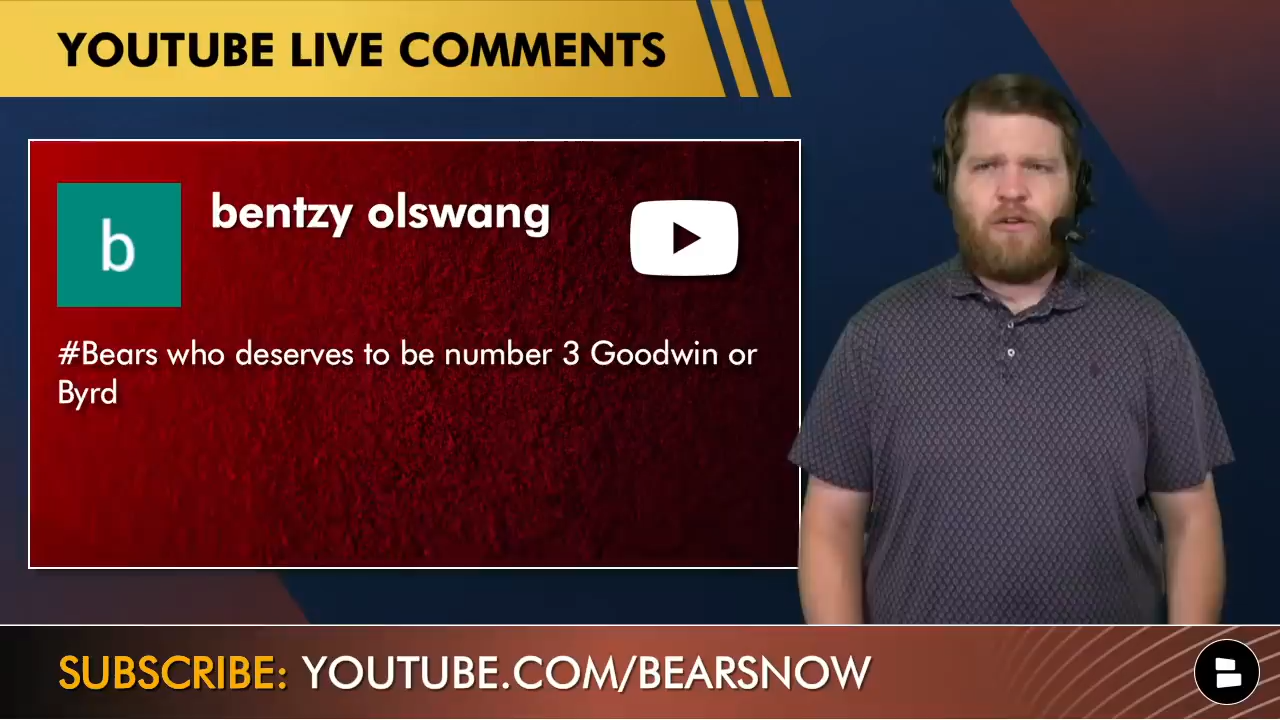 YOUTUBE LIVE COMMENTS
b
bentzy olswang
#Bears who deserves to be number 3 Goodwin or
Byrd
SUBSCRIBE: YOUTUBE.COM/BEARSNOW